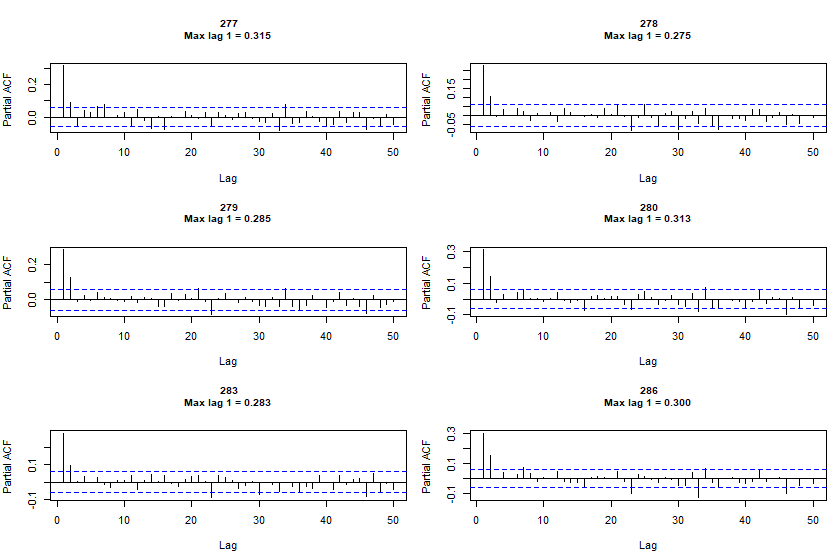 277
Max lag 1 = 0.315
Partial ACF
0.0 0.2
0 10 20 30 40 50
Lag
278
Max lag 1 = 0.275
Partial ACF
-0.05 0.15
0 10 20 30 40 50
Lag
279
Max lag 1 = 0.285
Partial ACF
0.0 0.2
0 10 20 30 40 50
Lag
280
Max lag 1 = 0.313
Partial ACF
-0.1 0.1 0.3
0 10 20 30 40 50
Lag
283
Max lag 1 = 0.283
Partial ACF
-0.1 0.1
0 10 20 30 40 50
Lag
286
Max lag 1 = 0.300
Partial ACF
-0.1 0.1 0.3
0 10 20 30 40 50
Lag